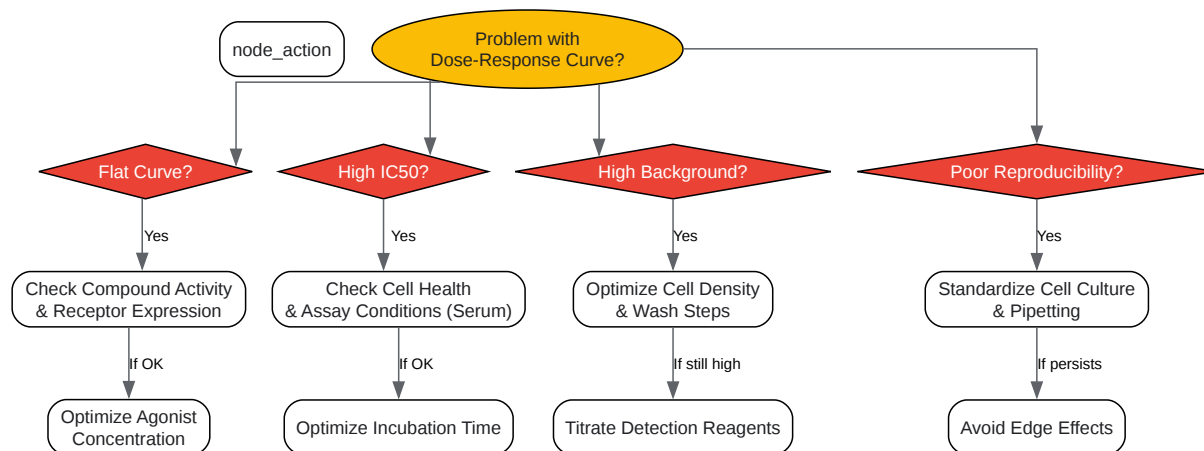 node_action
Problem with
Dose-Response Curve?
Flat Curve?
High IC50?
High Background?
Poor Reproducibility?
Yes
Yes
Yes
Yes
Check Compound Activity
& Receptor Expression
Check Cell Health
& Assay Conditions (Serum)
Optimize Cell Density
& Wash Steps
Standardize Cell Culture
& Pipetting
If OK
If OK
If still high
If persists
Optimize Agonist
Concentration
Optimize Incubation Time
Titrate Detection Reagents
Avoid Edge Effects